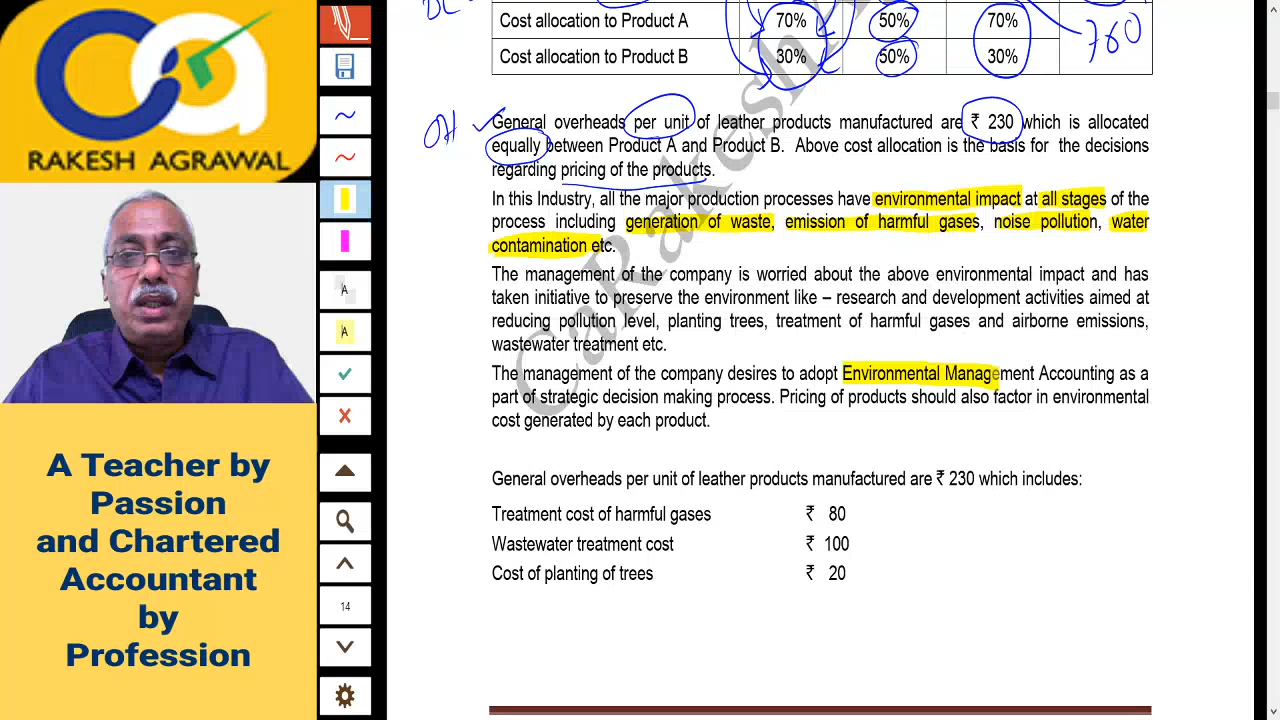 Cost allocation to Product A 70% 50% 70%
Cost allocation to Product B 30% 50% 30%
760
OH
General overheads per unit of leather products manufactured are ₹ 230 which is allocated
equally between Product A and Product B. Above cost allocation is the basis for the decisions
regarding pricing of the products.
In this Industry, all the major production processes have environmental impact at all stages of the
process including generation of waste, emission of harmful gases, noise pollution, water
contamination etc.
The management of the company is worried about the above environmental impact and has
taken initiative to preserve the environment like – research and development activities aimed at
reducing pollution level, planting trees, treatment of harmful gases and airborne emissions,
wastewater treatment etc.
The management of the company desires to adopt Environmental Management Accounting as a
part of strategic decision making process. Pricing of products should also factor in environmental
cost generated by each product.
General overheads per unit of leather products manufactured are ₹ 230 which includes:
Treatment cost of harmful gases ₹ 80
Wastewater treatment cost ₹ 100
Cost of planting of trees ₹ 20
RAKESH AGRAWAL
A Teacher by
Passion
and Chartered
Accountant
by
Profession
A
A
14